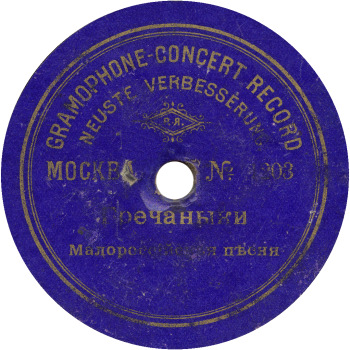 GRAMOPHONE-CONCERT RECORD
NEUSTE VERBESSERUNG
МОСКВА №
Гречаныки
пѣсня